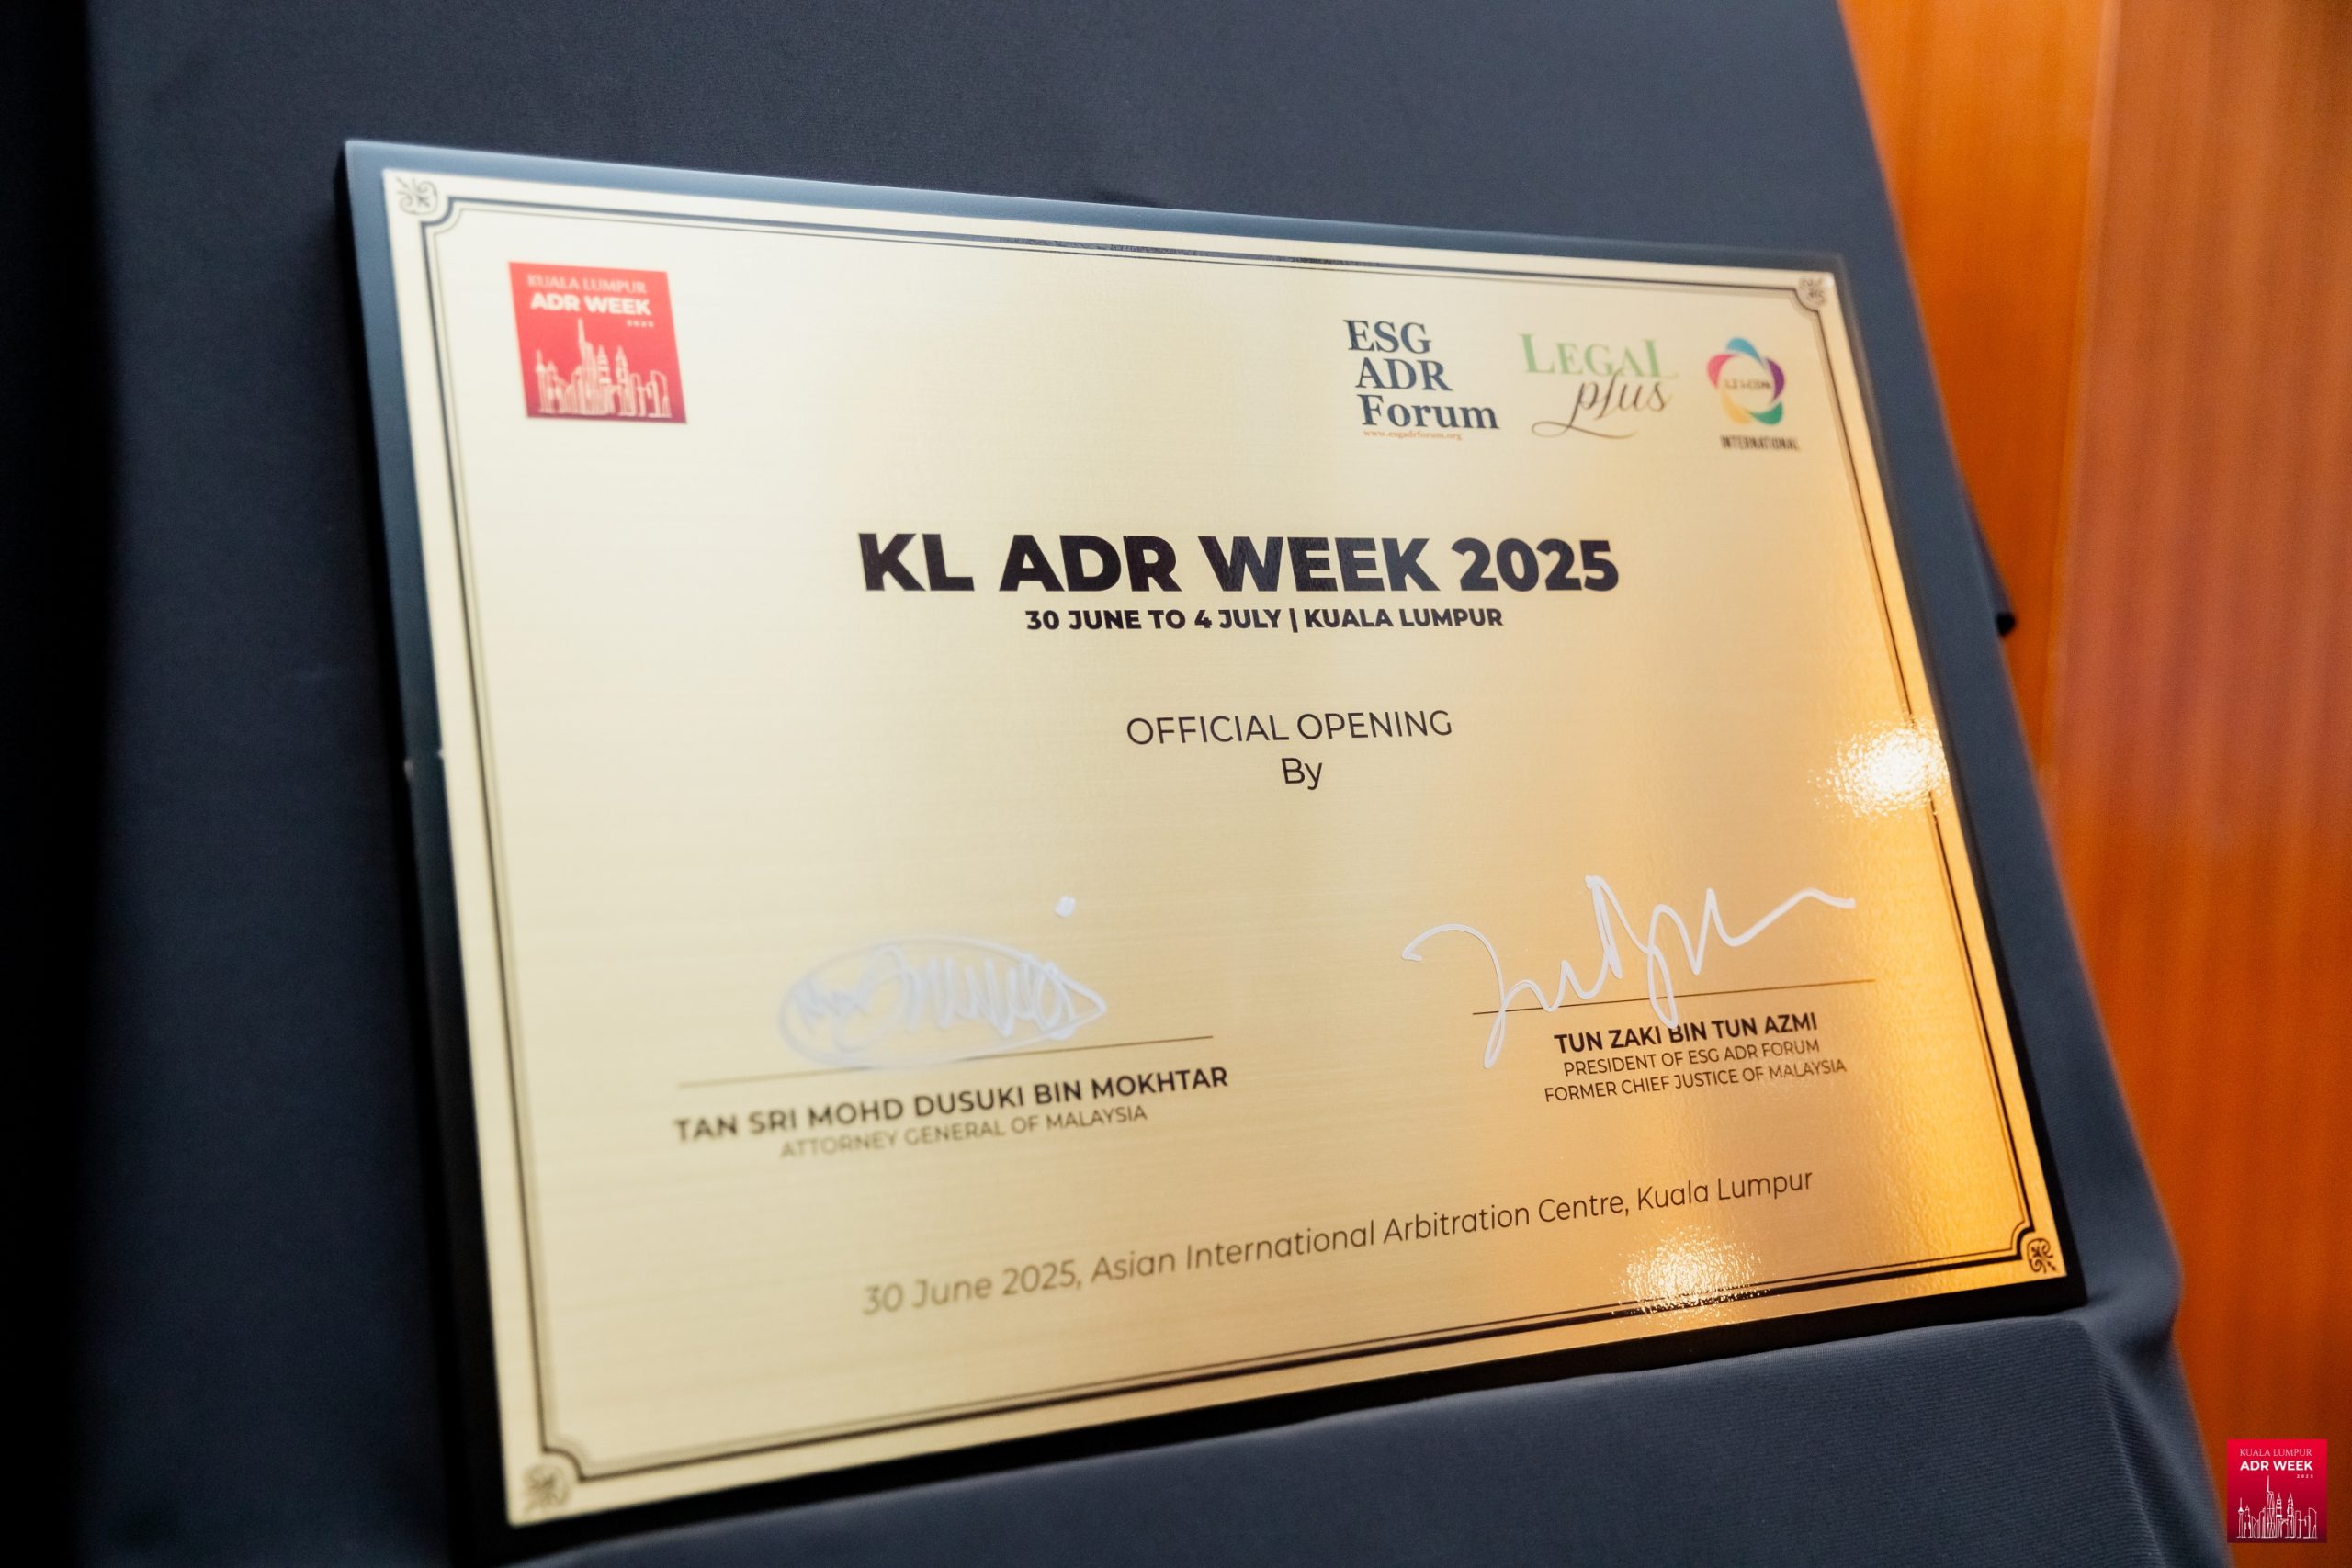 KUALA LUMPUR
ADR WEEK
ESG
ADR
Forum
www.esgadrforum.org
LEGAL
plus
INTERNATIONAL
KL ADR WEEK 2025
30 JUNE TO 4 JULY | KUALA LUMPUR
OFFICIAL OPENING
By
TAN SRI MOHD DUSUKI BIN MOKHTAR
ATTORNEY GENERAL OF MALAYSIA
TUN ZAKI BIN TUN AZMI
PRESIDENT OF ESG ADR FORUM
FORMER CHIEF JUSTICE OF MALAYSIA
30 June 2025, Asian International Arbitration Centre, Kuala Lumpur
KUALA LUMPUR
ADR WEEK